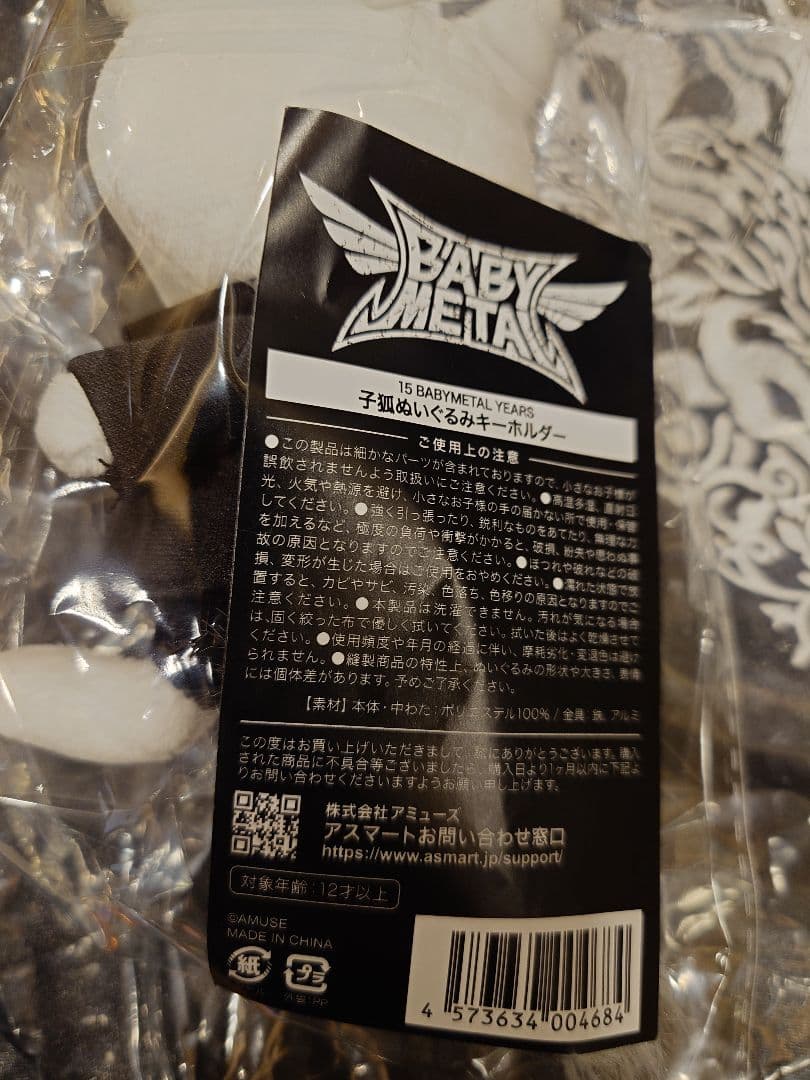 BABY
METAL
15 BABYMETAL YEARS
子狐ぬいぐるみキーホルダー
ご使用上の注意
●この製品は細かなパーツが含まれておりますので、小さなお子様が
誤飲されませんよう取扱いにご注意ください。●高温多湿、直射日
光、火気や熱源を避け、小さなお子様の手の届かない所で使用・保管
してください。●強く引っ張ったり、鋭利なものをあてたり、無理な力
を加えるなど、極度の負荷や衝撃がかかると、破損、紛失や思わぬ事
故の原因となりますのでご注意ください。●ほつれや破れなどの破
損、変形が生じた場合はご使用をおやめください。●濡れた状態で放
置すると、カビやサビ、汚染、色落ち、色移りの原因となりますのでご
注意ください。●本製品は洗濯できません。汚れが気になる場合
は、固く絞った布で優しく拭いてください。拭いた後はよく乾燥させて
ください。●使用頻度や年月の経過に伴い、摩耗劣化・変退色は避け
られません。●縫製商品の特性上、ぬいぐるみの形状や大きさ、表情
には個体差があります。予めご了承ください。
【素材】本体・中わた:ポリエステル100% / 金具:鉄、アルミ
この度はお買い上げいただきまして、誠にありがとうございます。購入
された商品に不具合等ございましたら、購入日より1ヶ月以内に下記よ
りお問い合わせくださいますようお願い申し上げます。
株式会社アミューズ
アスマートお問い合わせ窓口
https://www.asmart.jp/support/
対象年齢:12才以上
©AMUSE
MADE IN CHINA
紙 プラ
外袋:PP
4 573634 004684